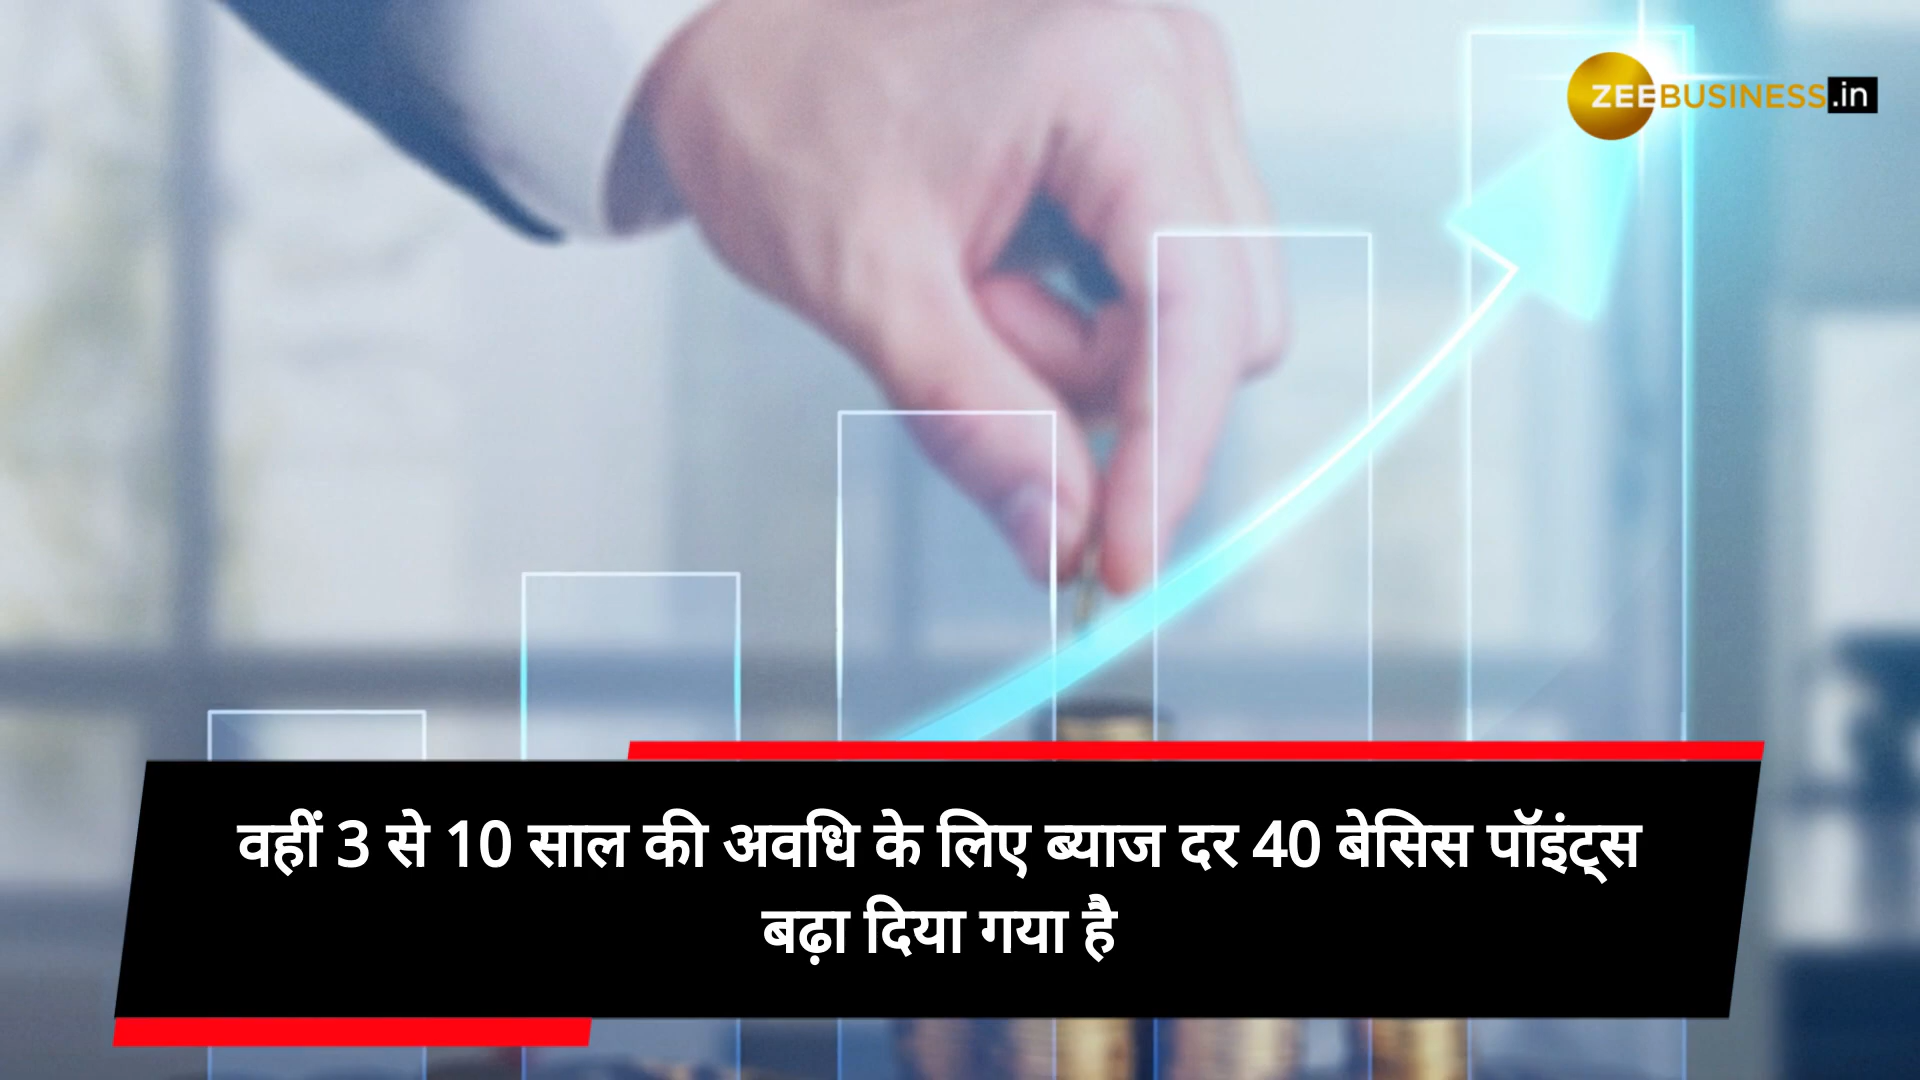 ZEEBUSINESS.in
वहीं 3 से 10 साल की अवधि के लिए ब्याज दर 40 बेसिस पॉइंट्स
बढ़ा दिया गया है